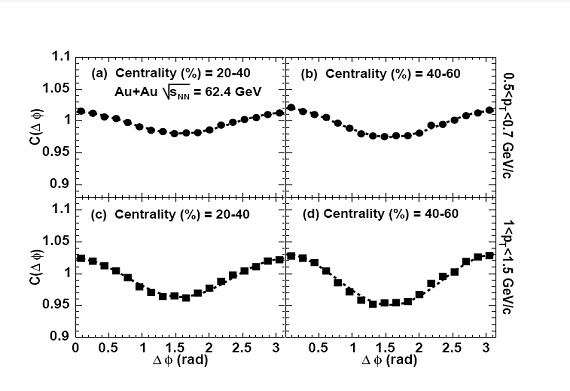 1.1
1.05
1
0.95
0.9
C(Δ ϕ)
(a) Centrality (%) = 20-40
Au+Au √sNN = 62.4 GeV
(b) Centrality (%) = 40-60
0.5<pT<0.7 GeV/c
1.1
1.05
1
0.95
0.9
C(Δ ϕ)
(c) Centrality (%) = 20-40
(d) Centrality (%) = 40-60
1<pT<1.5 GeV/c
0 0.5 1 1.5 2 2.5 3
0.5 1 1.5 2 2.5 3
Δ ϕ (rad)
Δ ϕ (rad)